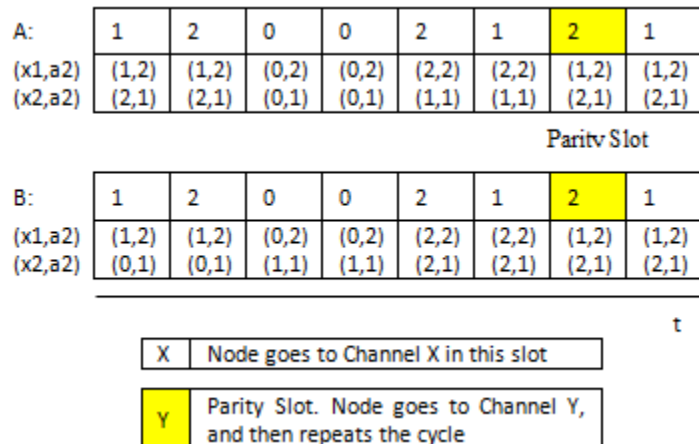 A: 1 2 0 0 2 1 2 1
(x1,a2) (1,2) (1,2) (0,2) (0,2) (2,2) (2,2) (1,2) (1,2)
(x2,a2) (2,1) (2,1) (0,1) (0,1) (1,1) (1,1) (2,1) (2,1)
Parity Slot
B: 1 2 0 0 2 1 2 1
(x1,a2) (1,2) (1,2) (0,2) (0,2) (2,2) (2,2) (1,2) (1,2)
(x2,a2) (0,1) (0,1) (1,1) (1,1) (2,1) (2,1) (2,1) (2,1)
t
X Node goes to Channel X in this slot
Y Parity Slot. Node goes to Channel Y,
and then repeats the cycle